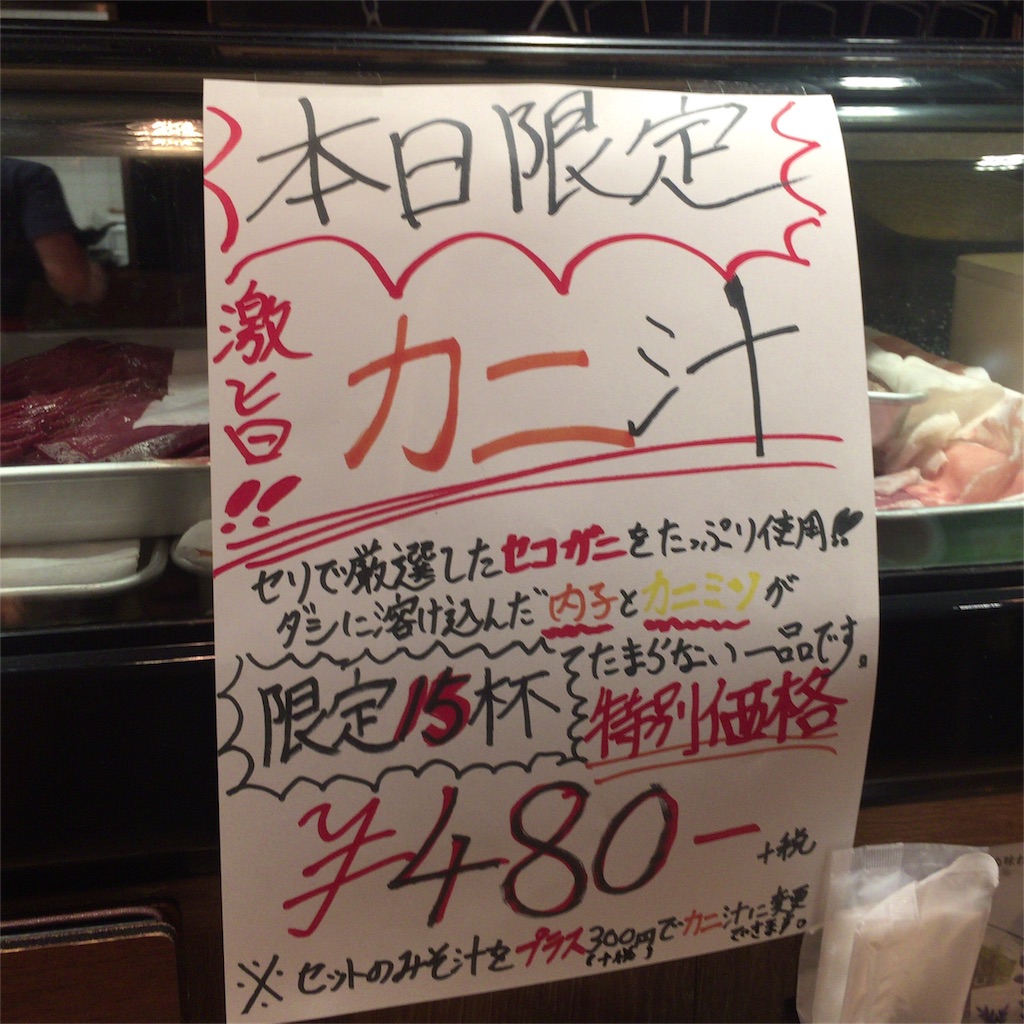 本日限定
激旨!!
カニ汁
セリで厳選したセコガニをたっぷり使用!!
ダシに溶け込んだ内子とカニミソが
たまらない一品です。
限定15杯
特別価格
¥480-
+税
※セットのみそ汁をプラス300円でカニ汁に変更
(+税)
できます。